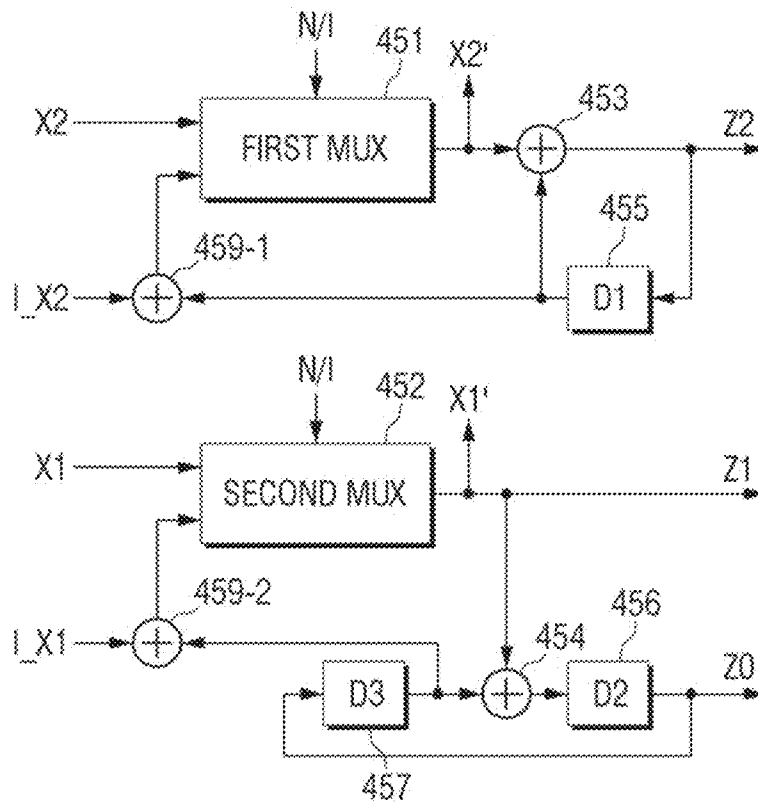 N/I
451
X2'
453
X2
FIRST MUX
Z2
455
459-1
I_X2
D1
N/I
452
X1'
X1
SECOND MUX
Z1
459-2
456
I_X1
454
D3
D2
Z0
457